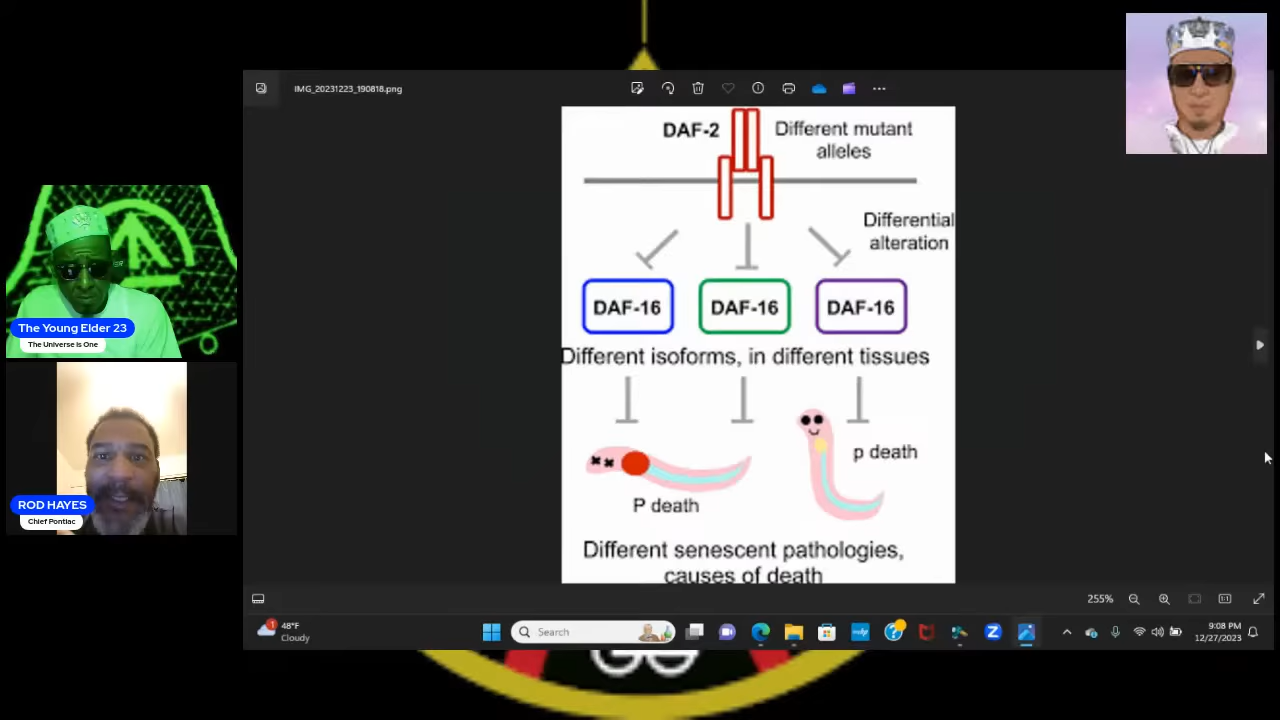 IMG_20231223_190818.png
DAF-2
Different mutant
alleles
Differential
alteration
DAF-16
DAF-16
DAF-16
Different isoforms, in different tissues
P death
p death
Different senescent pathologies,
causes of death
The Young Elder 23
The Universe is One
ROD HAYES
Chief Pontiac
255%
1
48°F
Cloudy
Search
9:08 PM
12/27/2023